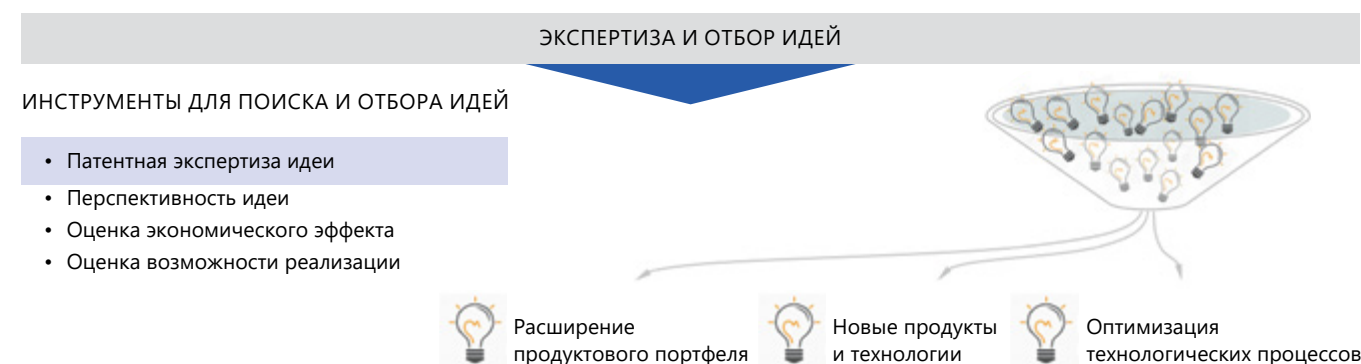 ЭКСПЕРТИЗА И ОТБОР ИДЕЙ
ИНСТРУМЕНТЫ ДЛЯ ПОИСКА И ОТБОРА ИДЕЙ
• Патентная экспертиза идеи
• Перспективность идеи
• Оценка экономического эффекта
• Оценка возможности реализации
Расширение
продуктового портфеля
Новые продукты
и технологии
Оптимизация
технологических процессов